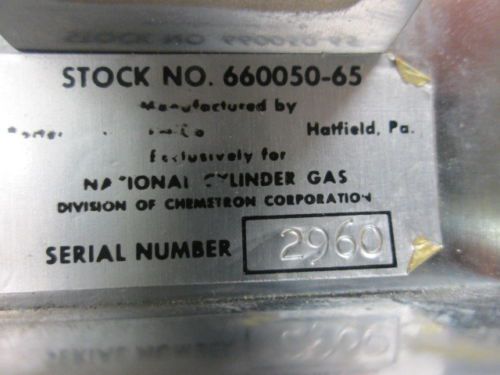 STOCK NO. 660050-65
Manufactured by
Hatfield, Pa.
Exclusively for
NATIONAL CYLINDER GAS
DIVISION OF CHEMETRON CORPORATION
SERIAL NUMBER 2960